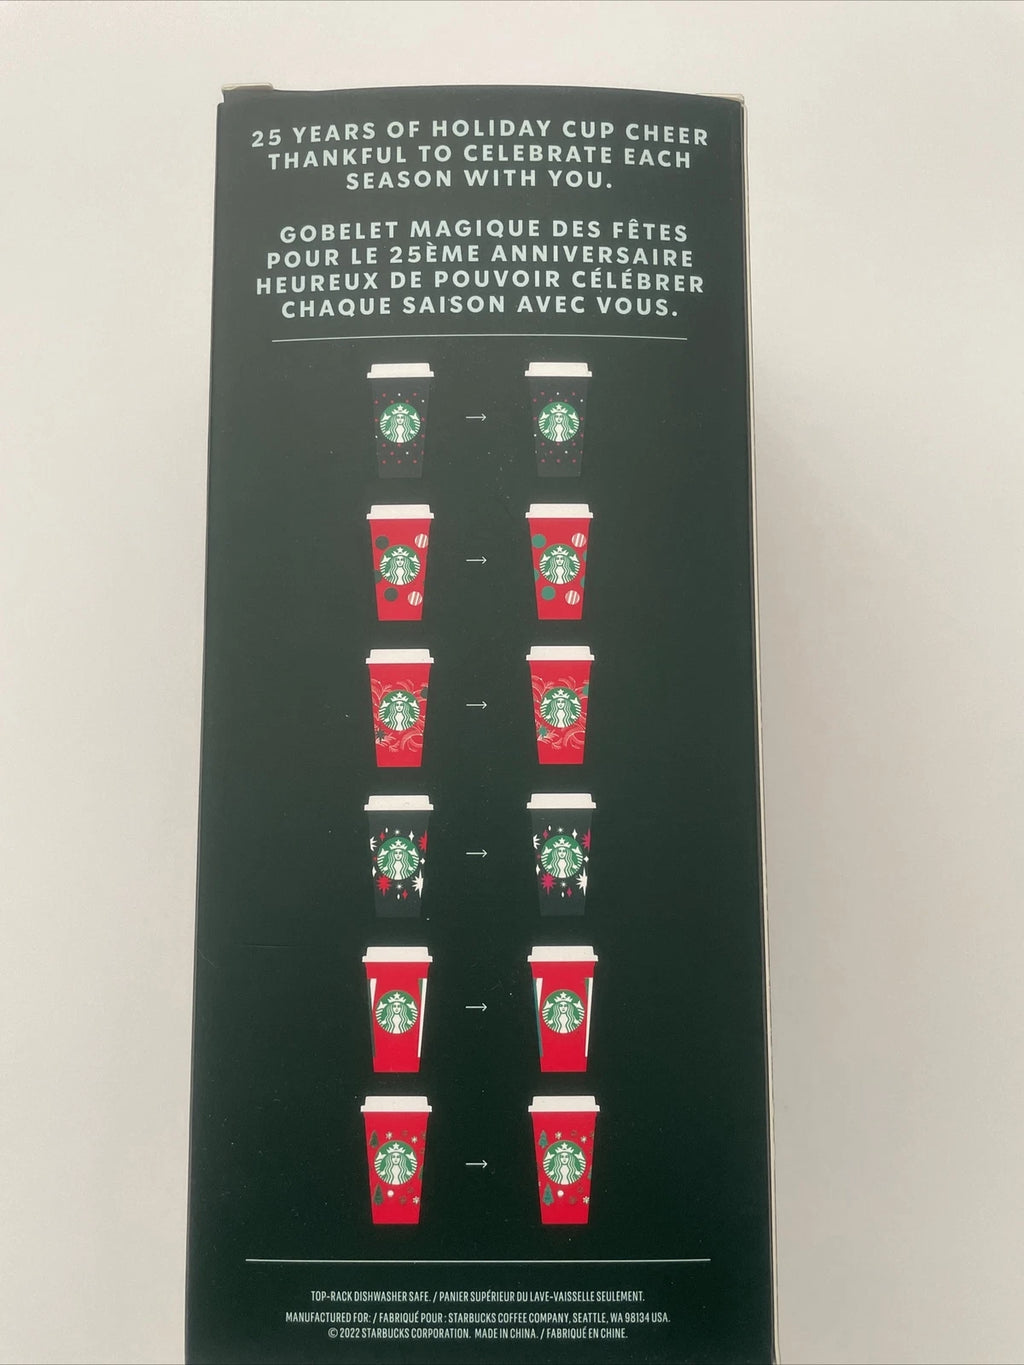 25 YEARS OF HOLIDAY CUP CHEER
THANKFUL TO CELEBRATE EACH
SEASON WITH YOU.
GOBELET MAGIQUE DES FÊTES
POUR LE 25ÈME ANNIVERSAIRE
HEUREUX DE POUVOIR CÉLÉBRER
CHAQUE SAISON AVEC VOUS.
TOP-RACK DISHWASHER SAFE. / PANIER SUPÉRIEUR DU LAVE-VAISSELLE SEULEMENT.
MANUFACTURED FOR: / FABRIQUÉ POUR : STARBUCKS COFFEE COMPANY, SEATTLE, WA 98134 USA.
© 2022 STARBUCKS CORPORATION. MADE IN CHINA. / FABRIQUÉ EN CHINE.